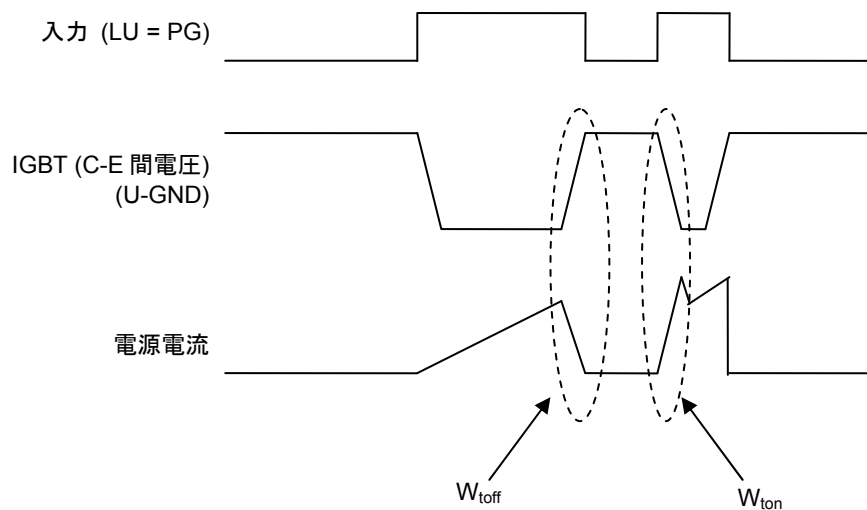 入力 (LU = PG)
IGBT (C-E 間電圧)
(U-GND)
電源電流
Wtoff
Wton